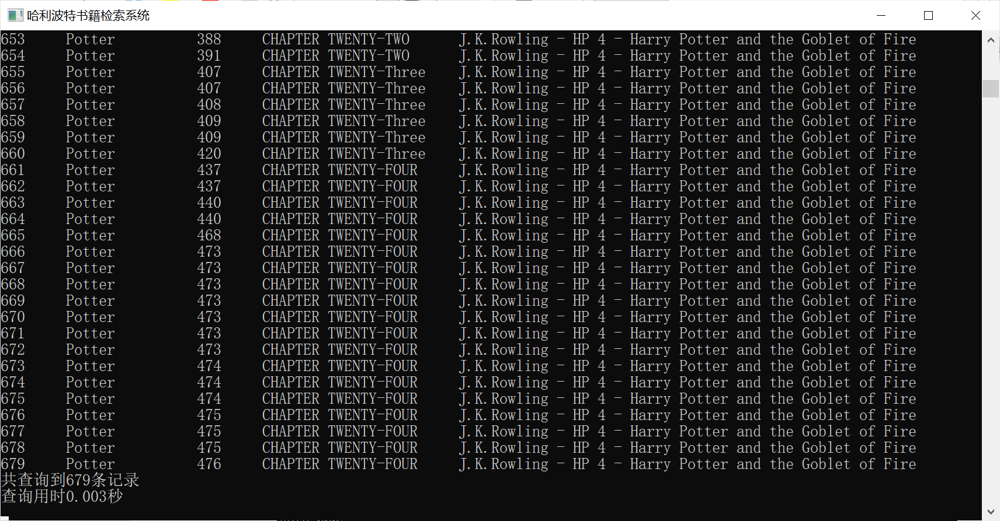 哈利波特书籍检索系统
653 Potter 388 CHAPTER TWENTY-TWO J.K.Rowling - HP 4 - Harry Potter and the Goblet of Fire
654 Potter 391 CHAPTER TWENTY-TWO J.K.Rowling - HP 4 - Harry Potter and the Goblet of Fire
655 Potter 407 CHAPTER TWENTY-Three J.K.Rowling - HP 4 - Harry Potter and the Goblet of Fire
656 Potter 407 CHAPTER TWENTY-Three J.K.Rowling - HP 4 - Harry Potter and the Goblet of Fire
657 Potter 408 CHAPTER TWENTY-Three J.K.Rowling - HP 4 - Harry Potter and the Goblet of Fire
658 Potter 409 CHAPTER TWENTY-Three J.K.Rowling - HP 4 - Harry Potter and the Goblet of Fire
659 Potter 409 CHAPTER TWENTY-Three J.K.Rowling - HP 4 - Harry Potter and the Goblet of Fire
660 Potter 420 CHAPTER TWENTY-Three J.K.Rowling - HP 4 - Harry Potter and the Goblet of Fire
661 Potter 437 CHAPTER TWENTY-FOUR J.K.Rowling - HP 4 - Harry Potter and the Goblet of Fire
662 Potter 437 CHAPTER TWENTY-FOUR J.K.Rowling - HP 4 - Harry Potter and the Goblet of Fire
663 Potter 440 CHAPTER TWENTY-FOUR J.K.Rowling - HP 4 - Harry Potter and the Goblet of Fire
664 Potter 440 CHAPTER TWENTY-FOUR J.K.Rowling - HP 4 - Harry Potter and the Goblet of Fire
665 Potter 468 CHAPTER TWENTY-FOUR J.K.Rowling - HP 4 - Harry Potter and the Goblet of Fire
666 Potter 473 CHAPTER TWENTY-FOUR J.K.Rowling - HP 4 - Harry Potter and the Goblet of Fire
667 Potter 473 CHAPTER TWENTY-FOUR J.K.Rowling - HP 4 - Harry Potter and the Goblet of Fire
668 Potter 473 CHAPTER TWENTY-FOUR J.K.Rowling - HP 4 - Harry Potter and the Goblet of Fire
669 Potter 473 CHAPTER TWENTY-FOUR J.K.Rowling - HP 4 - Harry Potter and the Goblet of Fire
670 Potter 473 CHAPTER TWENTY-FOUR J.K.Rowling - HP 4 - Harry Potter and the Goblet of Fire
671 Potter 473 CHAPTER TWENTY-FOUR J.K.Rowling - HP 4 - Harry Potter and the Goblet of Fire
672 Potter 473 CHAPTER TWENTY-FOUR J.K.Rowling - HP 4 - Harry Potter and the Goblet of Fire
673 Potter 474 CHAPTER TWENTY-FOUR J.K.Rowling - HP 4 - Harry Potter and the Goblet of Fire
674 Potter 474 CHAPTER TWENTY-FOUR J.K.Rowling - HP 4 - Harry Potter and the Goblet of Fire
675 Potter 474 CHAPTER TWENTY-FOUR J.K.Rowling - HP 4 - Harry Potter and the Goblet of Fire
676 Potter 475 CHAPTER TWENTY-FOUR J.K.Rowling - HP 4 - Harry Potter and the Goblet of Fire
677 Potter 475 CHAPTER TWENTY-FOUR J.K.Rowling - HP 4 - Harry Potter and the Goblet of Fire
678 Potter 475 CHAPTER TWENTY-FOUR J.K.Rowling - HP 4 - Harry Potter and the Goblet of Fire
679 Potter 476 CHAPTER TWENTY-FOUR J.K.Rowling - HP 4 - Harry Potter and the Goblet of Fire
共查询到679条记录
查询用时0.003秒